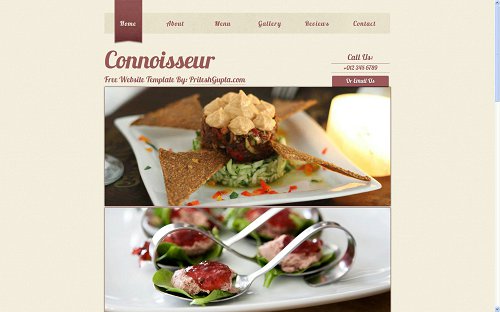 Home About Menu Gallery Reviews Contact
Connoisseur
Call Us:
+012 345 6789
Free Website Template By: PriteshGupta.com
Or Email Us